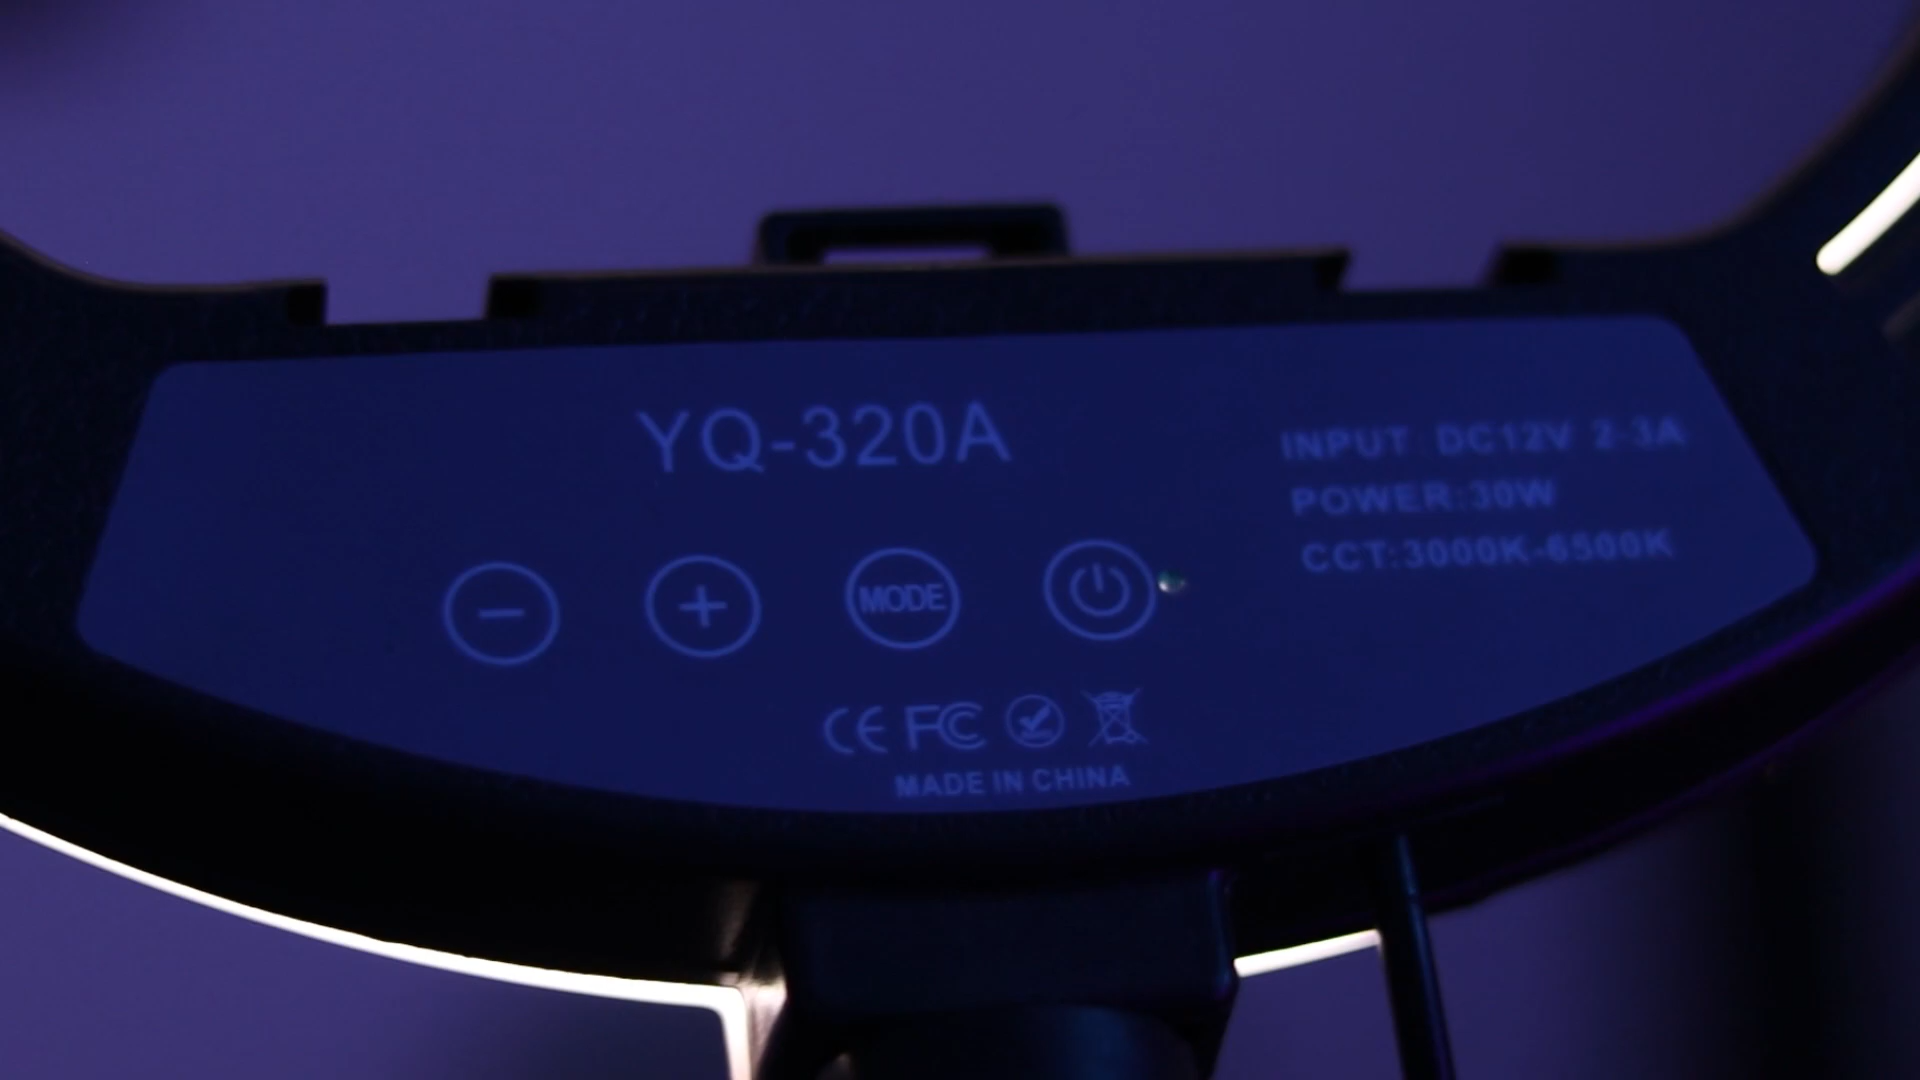 YQ-320A
INPUT DC12V 2-3A
POWER:30W
CCT:3000K-6500K
MODE
CE FC
MADE IN CHINA